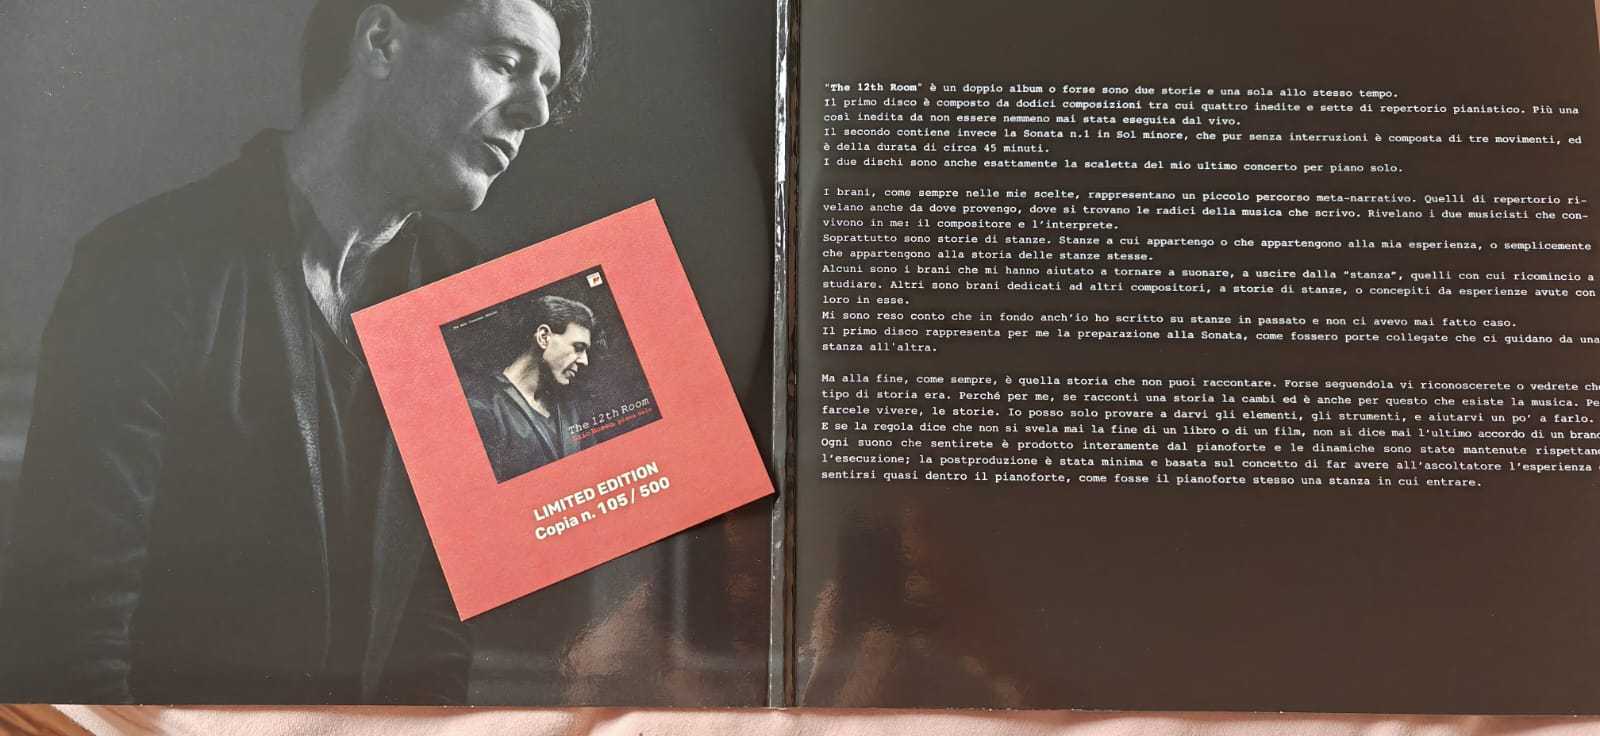 The 12th Room
Ezio Bosso piano solo
LIMITED EDITION
Copia n. 105 / 500
"The 12th Room" è un doppio album o forse sono due storie e una sola allo stesso tempo.
Il primo disco è composto da dodici composizioni tra cui quattro inedite e sette di repertorio pianistico. Più una
così inedita da non essere nemmeno mai stata eseguita dal vivo.
Il secondo contiene invece la Sonata n.1 in Sol minore, che pur senza interruzioni è composta di tre movimenti, ed
è della durata di circa 45 minuti.
I due dischi sono anche esattamente la scaletta del mio ultimo concerto per piano solo.
I brani, come sempre nelle mie scelte, rappresentano un piccolo percorso meta-narrativo. Quelli di repertorio ri-
velano anche da dove provengo, dove si trovano le radici della musica che scrivo. Rivelano i due musicisti che con-
vivono in me: il compositore e l'interprete.
Soprattutto sono storie di stanze. Stanze a cui appartengo o che appartengono alla mia esperienza, o semplicemente
che appartengono alla storia delle stanze stesse.
Alcuni sono i brani che mi hanno aiutato a tornare a suonare, a uscire dalla "stanza", quelli con cui ricomincio a
studiare. Altri sono brani dedicati ad altri compositori, a storie di stanze, o concepiti da esperienze avute con
loro in esse.
Mi sono reso conto che in fondo anch'io ho scritto su stanze in passato e non ci avevo mai fatto caso.
Il primo disco rappresenta per me la preparazione alla Sonata, come fossero porte collegate che ci guidano da una
stanza all'altra.
Ma alla fine, come sempre, è quella storia che non puoi raccontare. Forse seguendola vi riconoscerete o vedrete che
tipo di storia era. Perché per me, se racconti una storia la cambi ed è anche per questo che esiste la musica. Pe
farcele vivere, le storie. Io posso solo provare a darvi gli elementi, gli strumenti, e aiutarvi un po' a farlo.
E se la regola dice che non si svela mai la fine di un libro o di un film, non si dice mai l'ultimo accordo di un brano
Ogni suono che sentirete è prodotto interamente dal pianoforte e le dinamiche sono state mantenute rispettand
l'esecuzione; la postproduzione è stata minima e basata sul concetto di far avere all'ascoltatore l'esperienza
sentirsi quasi dentro il pianoforte, come fosse il pianoforte stesso una stanza in cui entrare.